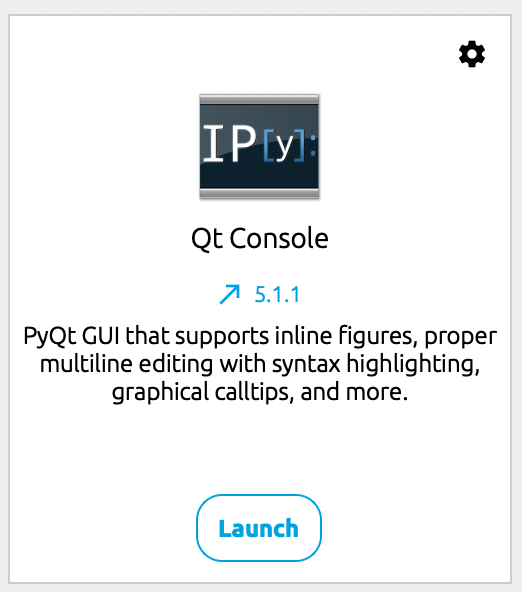 IP[y]:
Qt Console
5.1.1
PyQt GUI that supports inline figures, proper
multiline editing with syntax highlighting,
graphical calltips, and more.
Launch